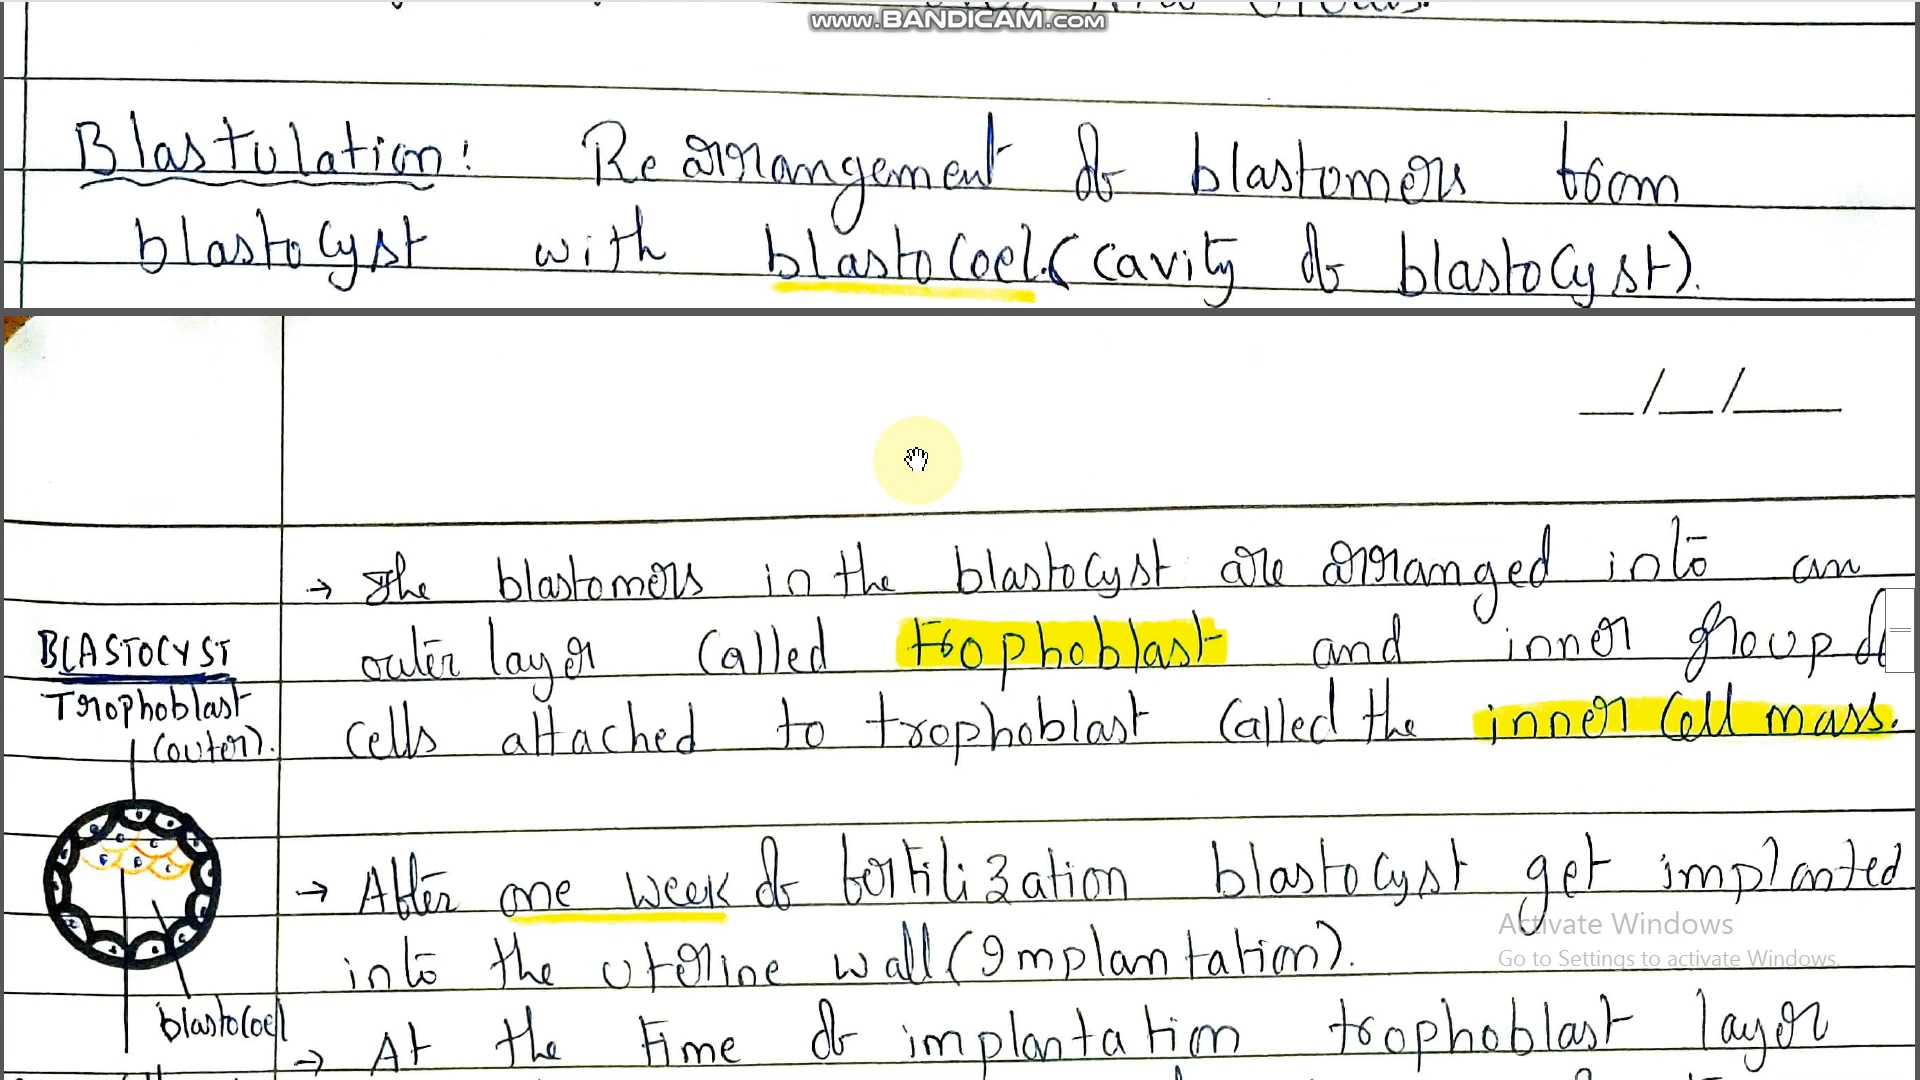 www.BANDICAM.com
Blastulation: Rearrangement of blastomers form
blastocyst with blastocoel.(cavity of blastocyst).
__/__/____
→ The blastomers in the blastocyst are arranged into an
outer layer called trophoblast and inner group of
cells attached to trophoblast called the inner cell mass.
BLASTOCYST
Trophoblast
(outer).
blastocoel
→ After one week of fertilization blastocyst get implanted
into the uterine wall (Implantation).
→ At the time of implantation trophoblast layer
Activate Windows
Go to Settings to activate Windows.